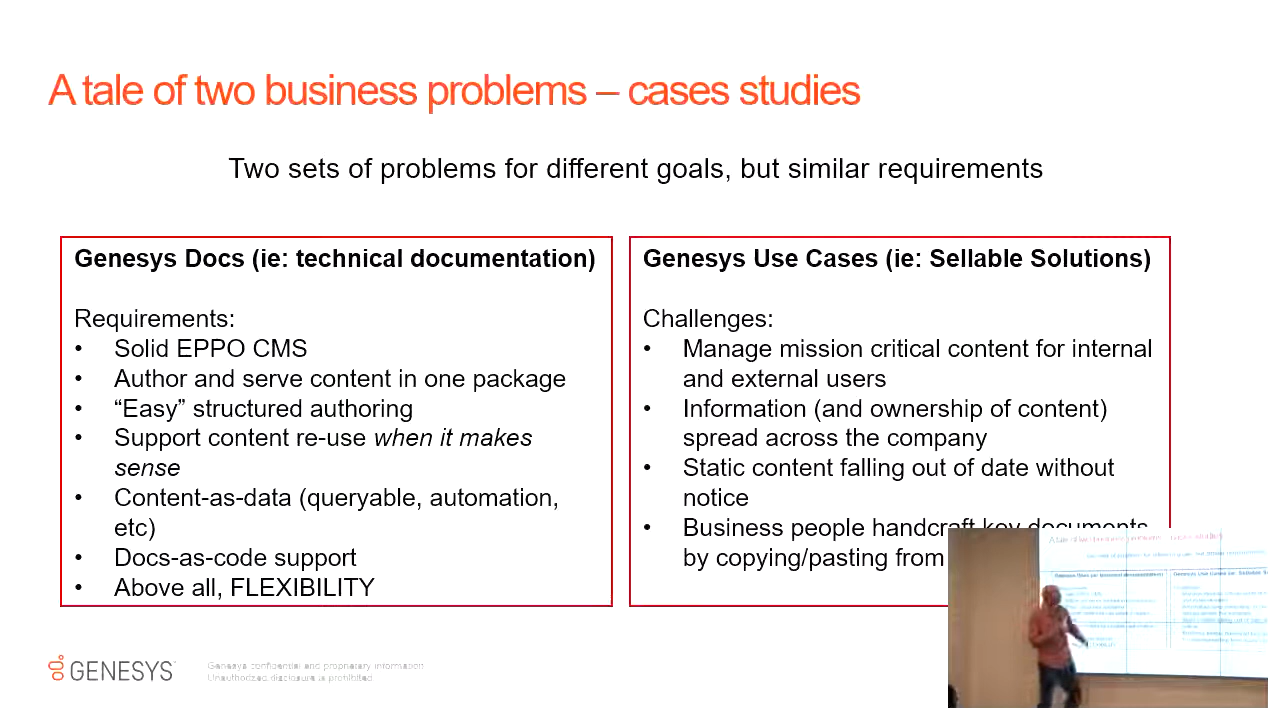 A tale of two business problems – cases studies
Two sets of problems for different goals, but similar requirements
Genesys Docs (ie: technical documentation)
Requirements:
• Solid EPPO CMS
• Author and serve content in one package
• “Easy” structured authoring
• Support content re-use when it makes
sense
• Content-as-data (queryable, automation,
etc)
• Docs-as-code support
• Above all, FLEXIBILITY
Genesys Use Cases (ie: Sellable Solutions)
Challenges:
• Manage mission critical content for internal
and external users
• Information (and ownership of content)
spread across the company
• Static content falling out of date without
notice
• Business people handcraft key documents
by copying/pasting from
GENESYS
Genesys confidential and proprietary information
Unauthorized disclosure is prohibited